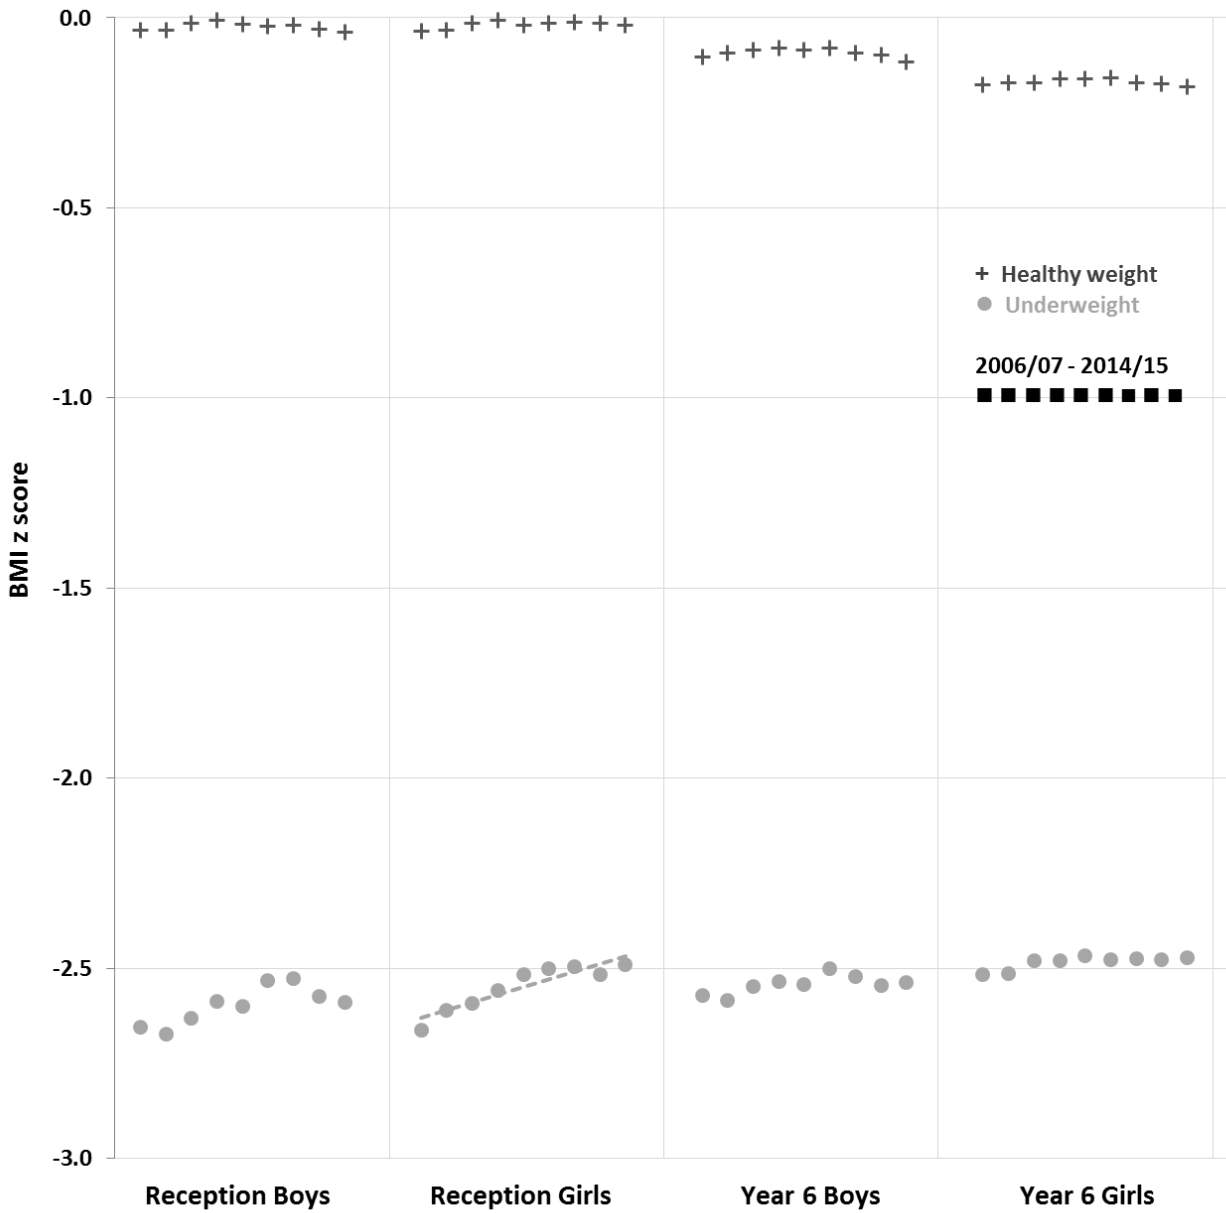 0.0
-0.5
+ Healthy weight
Underweight
2006/07 - 2014/15
-1.0
BMI z score
-1.5
-2.0
-2.5
-3.0
Reception Boys Reception Girls Year 6 Boys Year 6 Girls